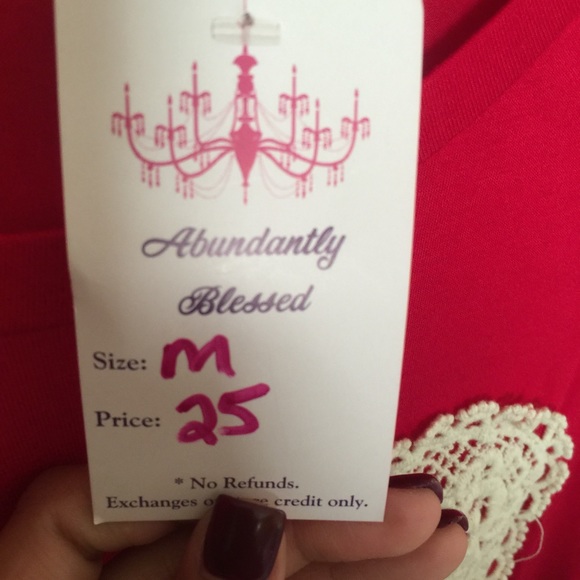 Abundantly
Blessed
Size: M
Price: 25
* No Refunds.
Exchanges credit only.